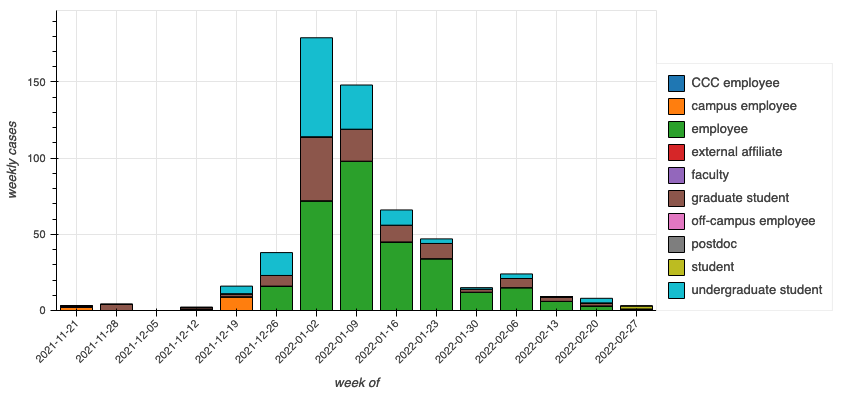 weekly cases
150
100
50
0
2021-11-21
2021-11-28
2021-12-05
2021-12-12
2021-12-19
2021-12-26
2022-01-02
2022-01-09
2022-01-16
2022-01-23
2022-01-30
2022-02-06
2022-02-13
2022-02-20
2022-02-27
week of
CCC employee
campus employee
employee
external affiliate
faculty
graduate student
off-campus employee
postdoc
student
undergraduate student